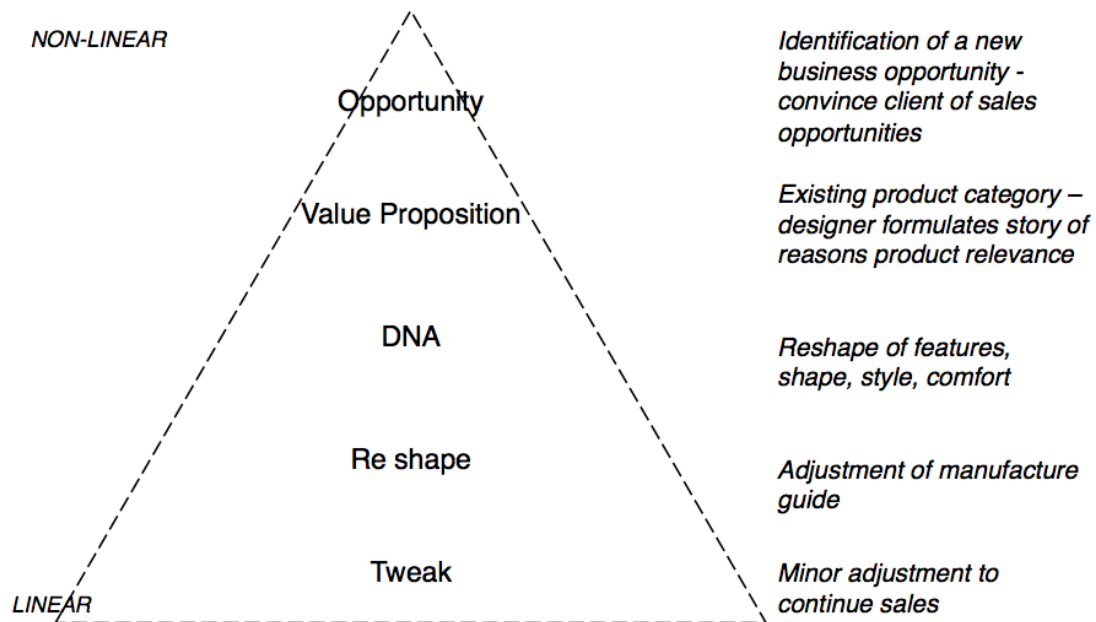 NON-LINEAR
Identification of a new
business opportunity -
convince client of sales
opportunities
Opportunity
Existing product category –
designer formulates story of
reasons product relevance
Value Proposition
DNA
Reshape of features,
shape, style, comfort
Re shape
Adjustment of manufacture
guide
Tweak
Minor adjustment to
continue sales
LINEAR